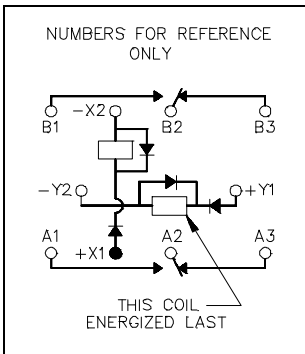 NUMBERS FOR REFERENCE
ONLY
-X2
B1
B2
B3
-Y2
+Y1
A1
+X1
A2
A3
THIS COIL
ENERGIZED LAST